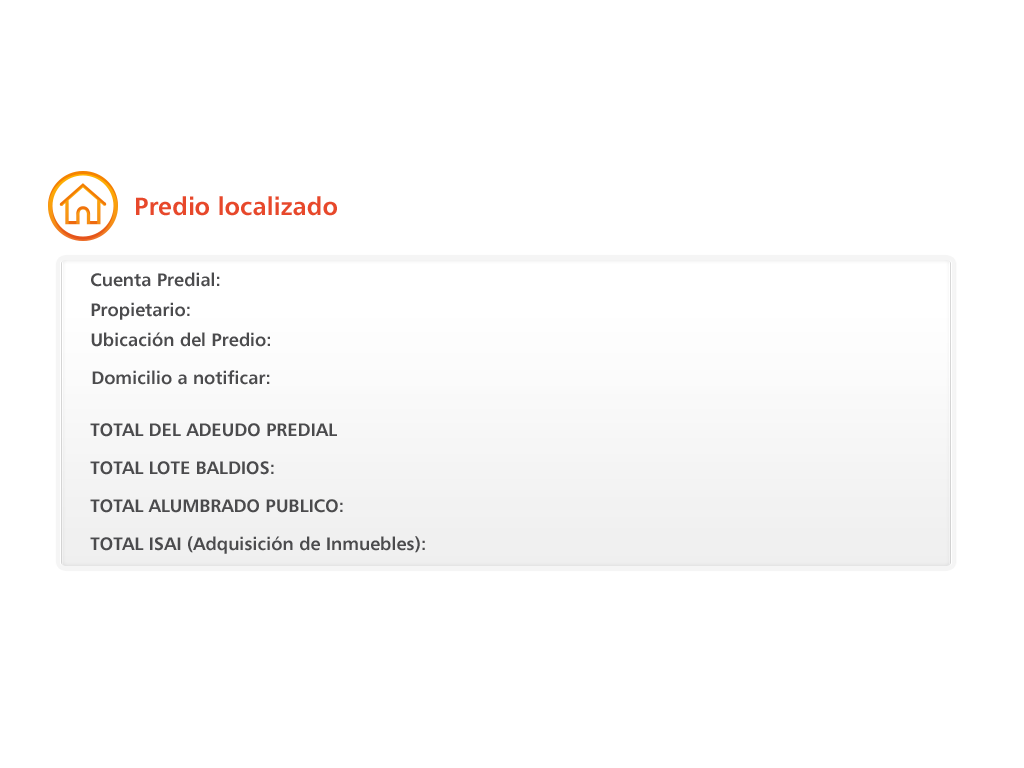 Predio localizado
Cuenta Predial:
Propietario:
Ubicación del Predio:
Domicilio a notificar:
TOTAL DEL ADEUDO PREDIAL
TOTAL LOTE BALDIOS:
TOTAL ALUMBRADO PUBLICO:
TOTAL ISAI (Adquisición de Inmuebles):